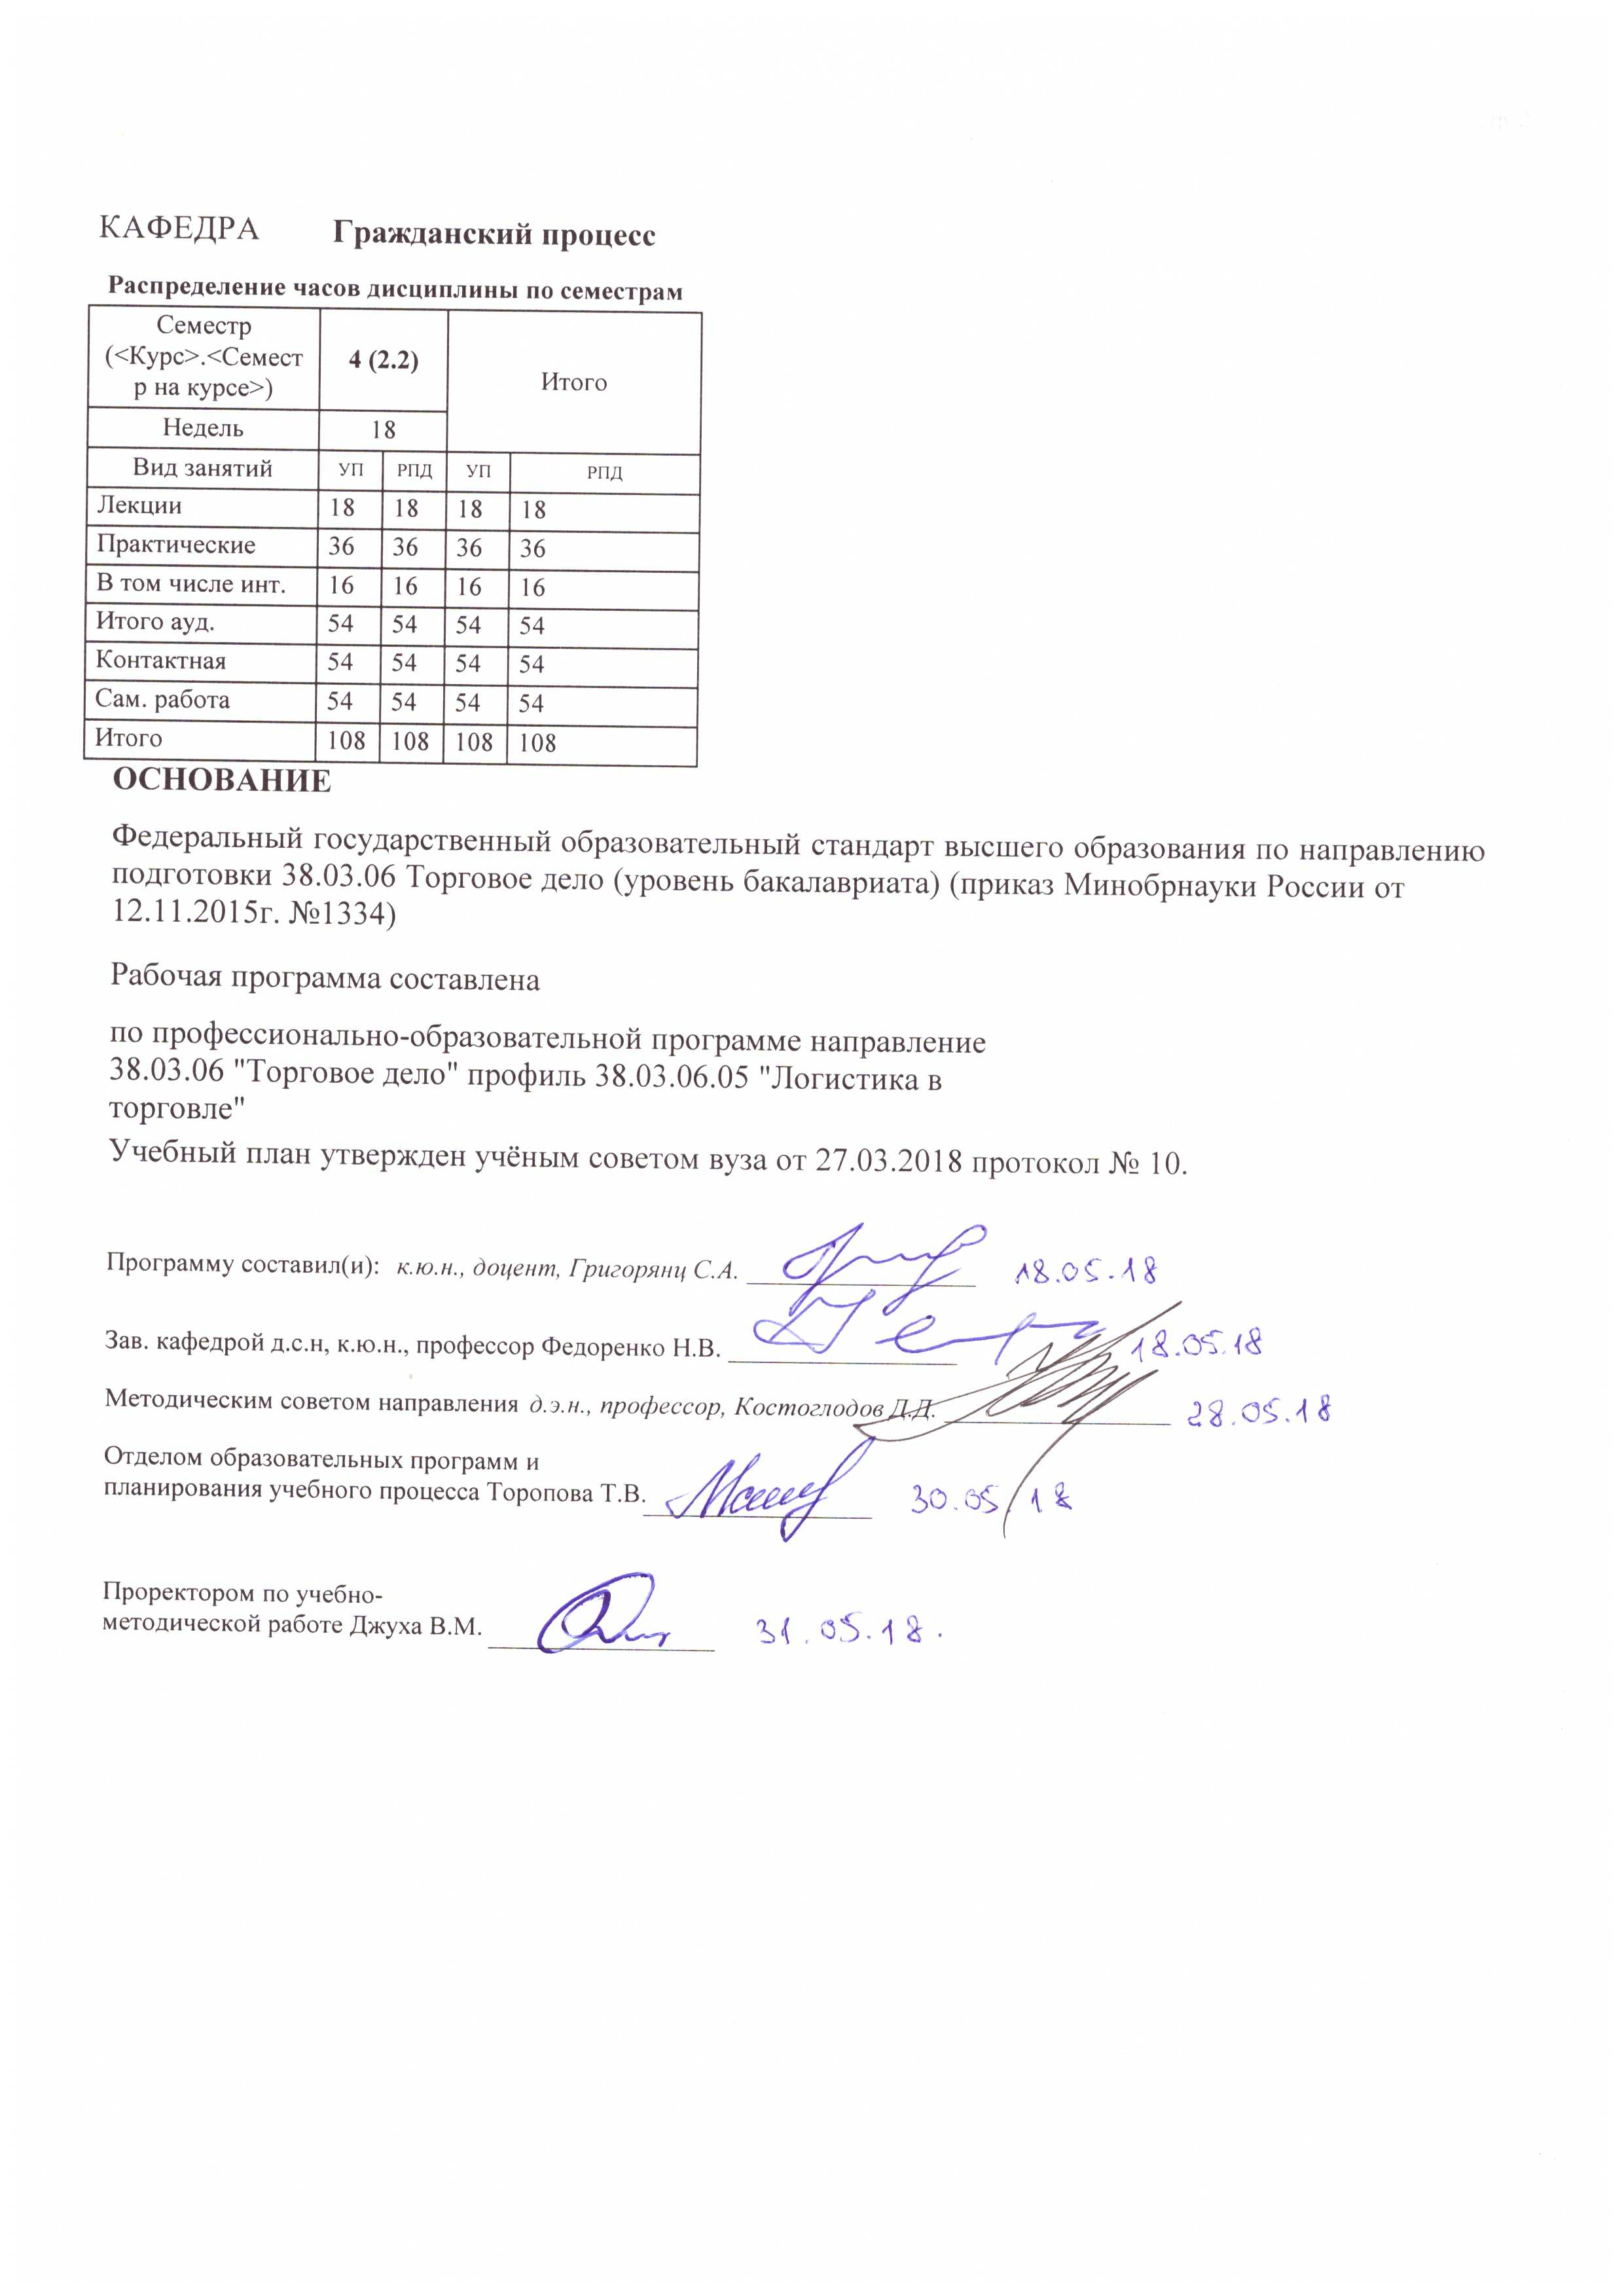 КАФЕДРА Гражданский процесс
Распределение часов дисциплины по семестрам
Семестр
(<Курс>.<Семест
р на курсе>)
4 (2.2)
Итого
Недель 18
Вид занятий УП РПД УП РПД
Лекции 18 18 18 18
Практические 36 36 36 36
В том числе инт. 16 16 16 16
Итого ауд. 54 54 54 54
Контактная 54 54 54 54
Сам. работа 54 54 54 54
Итого 108 108 108 108
ОСНОВАНИЕ
Федеральный государственный образовательный стандарт высшего образования по направлению
подготовки 38.03.06 Торговое дело (уровень бакалавриата) (приказ Минобрнауки России от
12.11.2015г. №1334)
Рабочая программа составлена
по профессионально-образовательной программе направление
38.03.06 "Торговое дело" профиль 38.03.06.05 "Логистика в
торговле"
Учебный план утвержден учёным советом вуза от 27.03.2018 протокол № 10.
Программу составил(и): к.ю.н., доцент, Григорянц С.А. 18.05.18
Зав. кафедрой д.с.н, к.ю.н., профессор Федоренко Н.В. 18.05.18
Методическим советом направления д.э.н., профессор, Костоглодов Д.Д. 28.05.18
Отделом образовательных программ и
планирования учебного процесса Торопова Т.В. 30.05.18
Проректором по учебно-
методической работе Джуха В.М. 31.05.18.